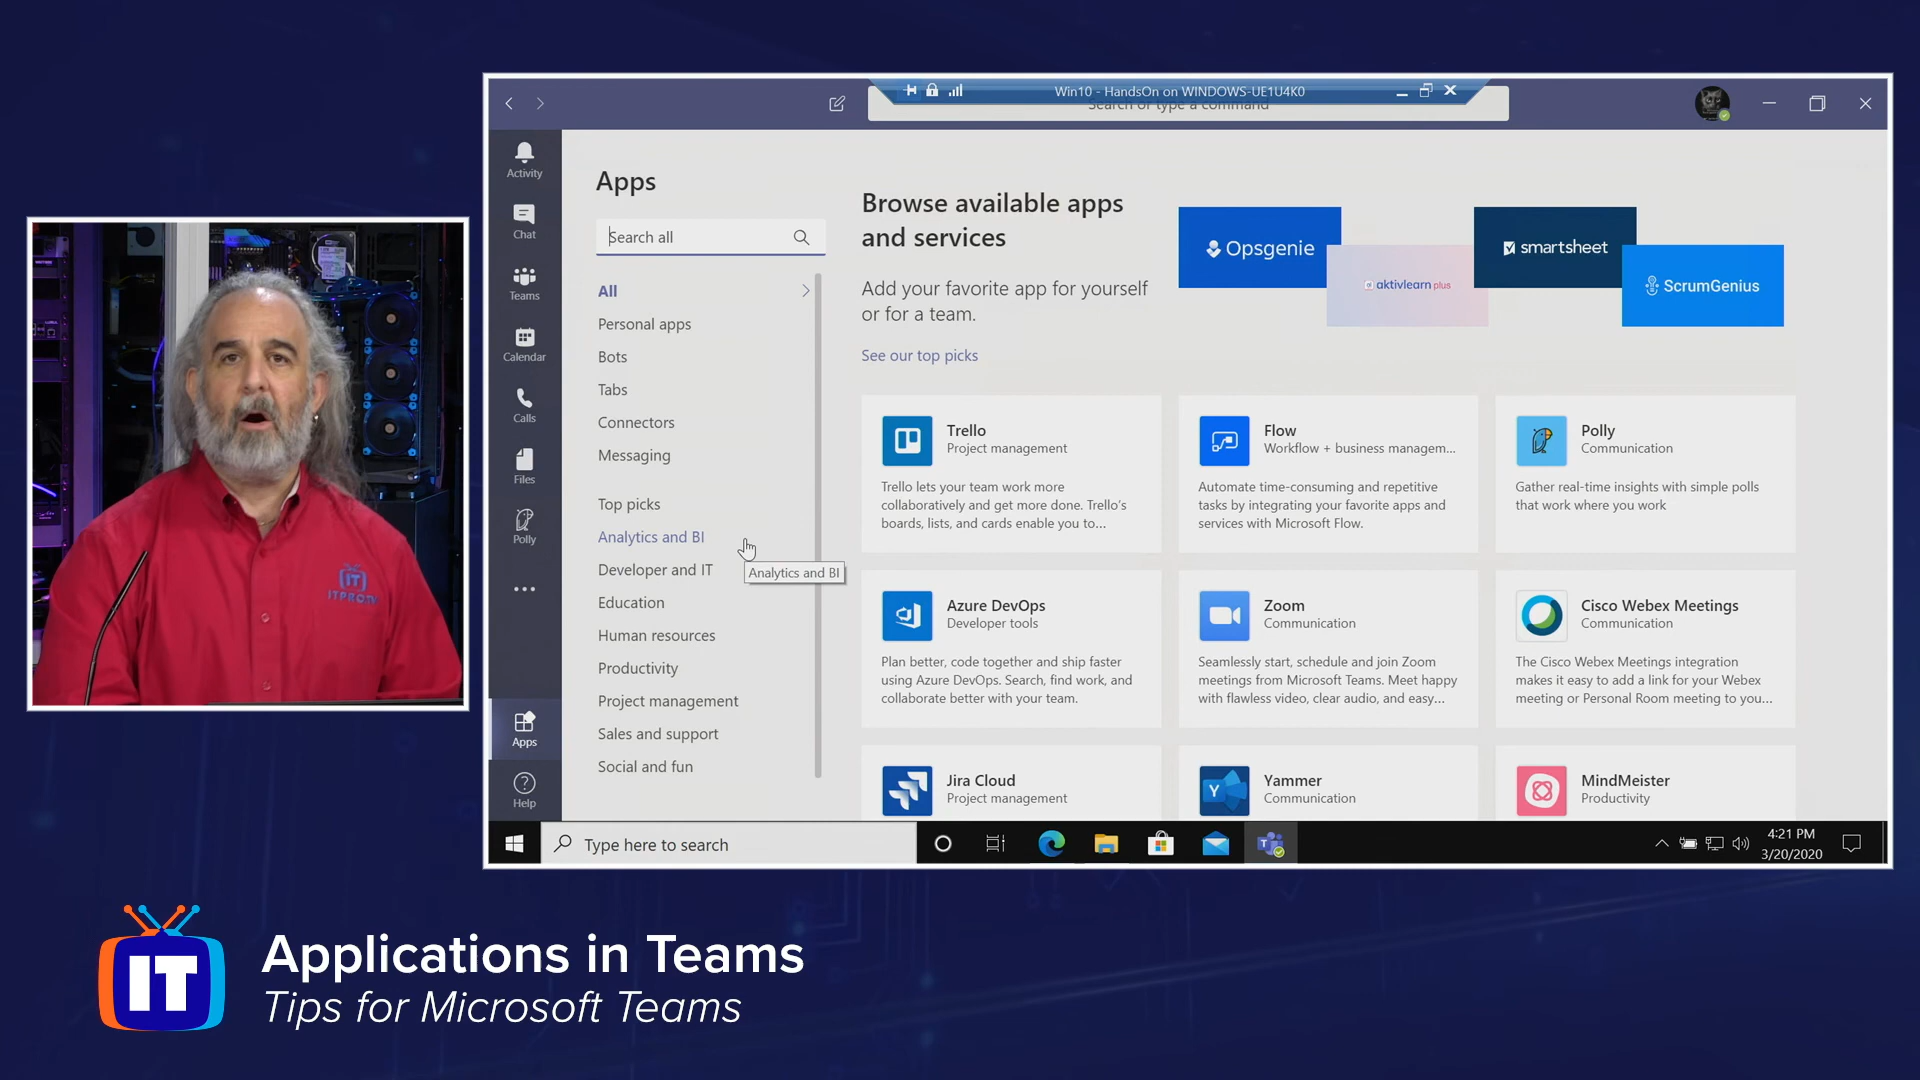 Win10 - HandsOn on WINDOWS-UE1U4K0
Search or type a command
Activity
Chat
Teams
Calendar
Calls
Files
Polly
Apps
Help
Apps
Search all
All
Personal apps
Bots
Tabs
Connectors
Messaging
Top picks
Analytics and BI
Analytics and BI
Developer and IT
Education
Human resources
Productivity
Project management
Sales and support
Social and fun
Browse available apps
and services
Add your favorite app for yourself
or for a team.
See our top picks
Opsgenie
aktivlearn plus
smartsheet
ScrumGenius
Trello
Project management
Trello lets your team work more
collaboratively and get more done. Trello's
boards, lists, and cards enable you to...
Flow
Workflow + business managem...
Automate time-consuming and repetitive
tasks by integrating your favorite apps and
services with Microsoft Flow.
Polly
Communication
Gather real-time insights with simple polls
that work where you work
Azure DevOps
Developer tools
Plan better, code together and ship faster
using Azure DevOps. Search, find work, and
collaborate better with your team.
Zoom
Communication
Seamlessly start, schedule and join Zoom
meetings from Microsoft Teams. Meet happy
with flawless video, clear audio, and easy...
Cisco Webex Meetings
Communication
The Cisco Webex Meetings integration
makes it easy to add a link for your Webex
meeting or Personal Room meeting to you...
Jira Cloud
Project management
Yammer
Communication
MindMeister
Productivity
Type here to search
4:21 PM
3/20/2020
IT
ITPRO.TV
IT
Applications in Teams
Tips for Microsoft Teams